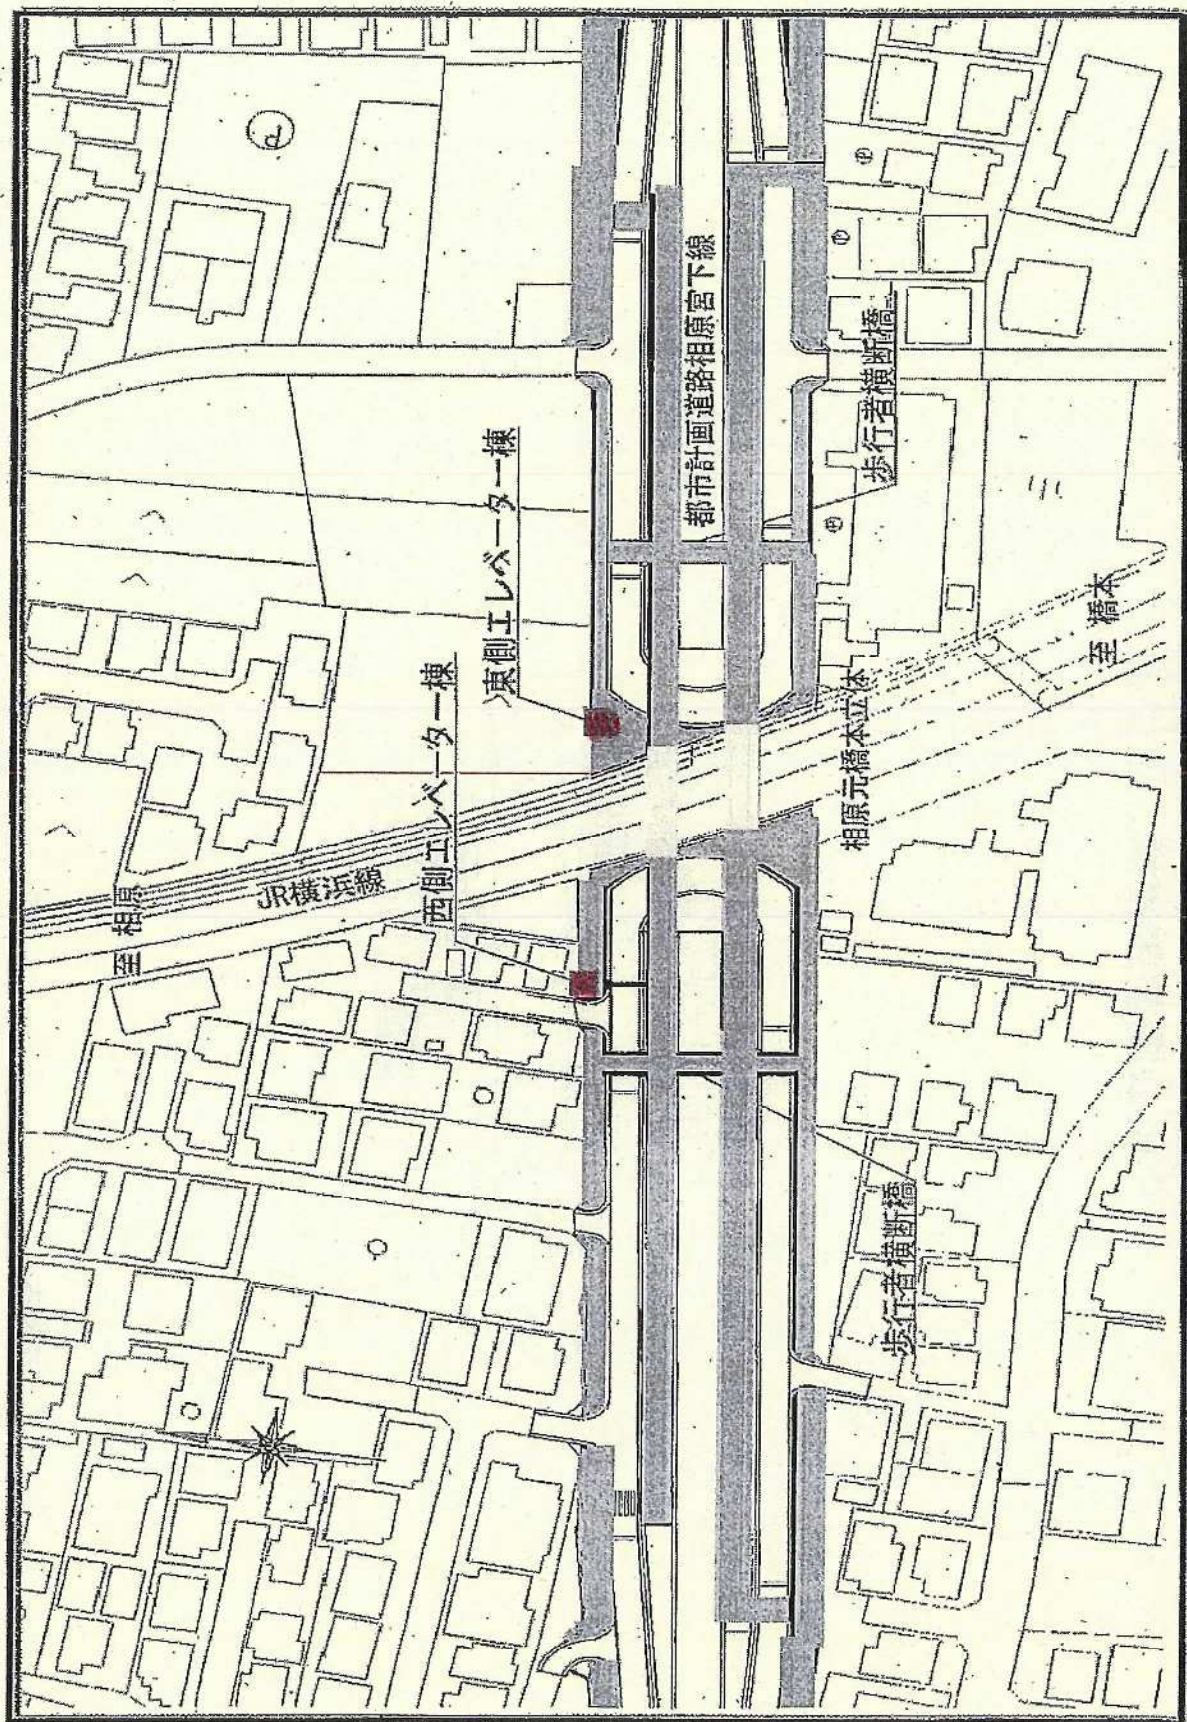 至 相原
JR横浜線
西側エレベーター棟
東側エレベーター棟
都市計画道路相原宮下線
歩行者横断橋
歩行者横断橋
相原元橋本立体
至 橋本
P
P
P
P